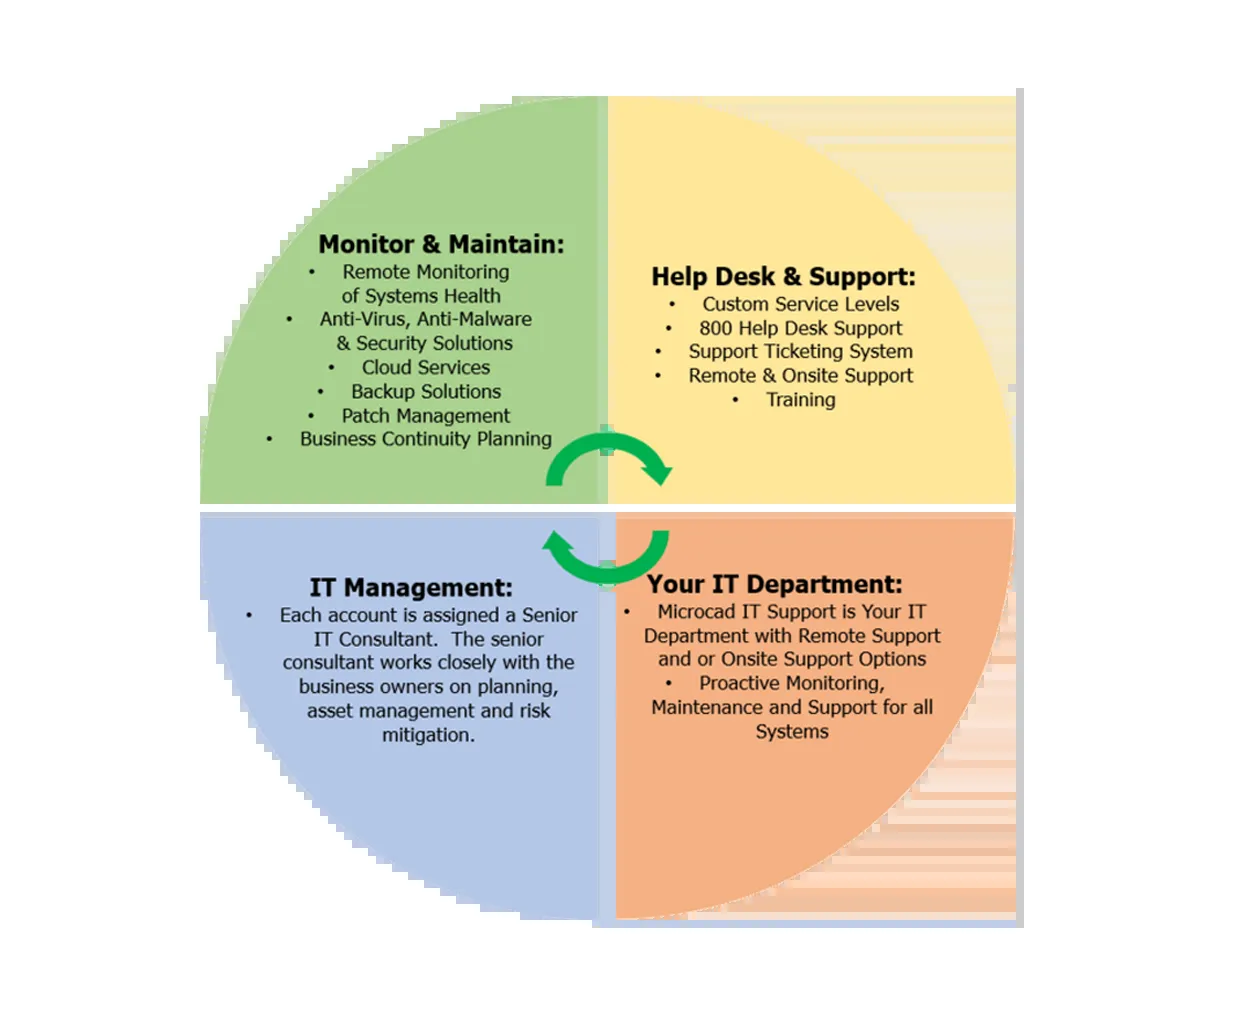 Monitor & Maintain:
• Remote Monitoring
of Systems Health
• Anti-Virus, Anti-Malware
& Security Solutions
• Cloud Services
• Backup Solutions
• Patch Management
• Business Continuity Planning
Help Desk & Support:
• Custom Service Levels
• 800 Help Desk Support
• Support Ticketing System
• Remote & Onsite Support
• Training
IT Management:
• Each account is assigned a Senior
IT Consultant. The senior
consultant works closely with the
business owners on planning,
asset management and risk
mitigation.
Your IT Department:
• Microcad IT Support is Your IT
Department with Remote Support
and or Onsite Support Options
• Proactive Monitoring,
Maintenance and Support for all
Systems